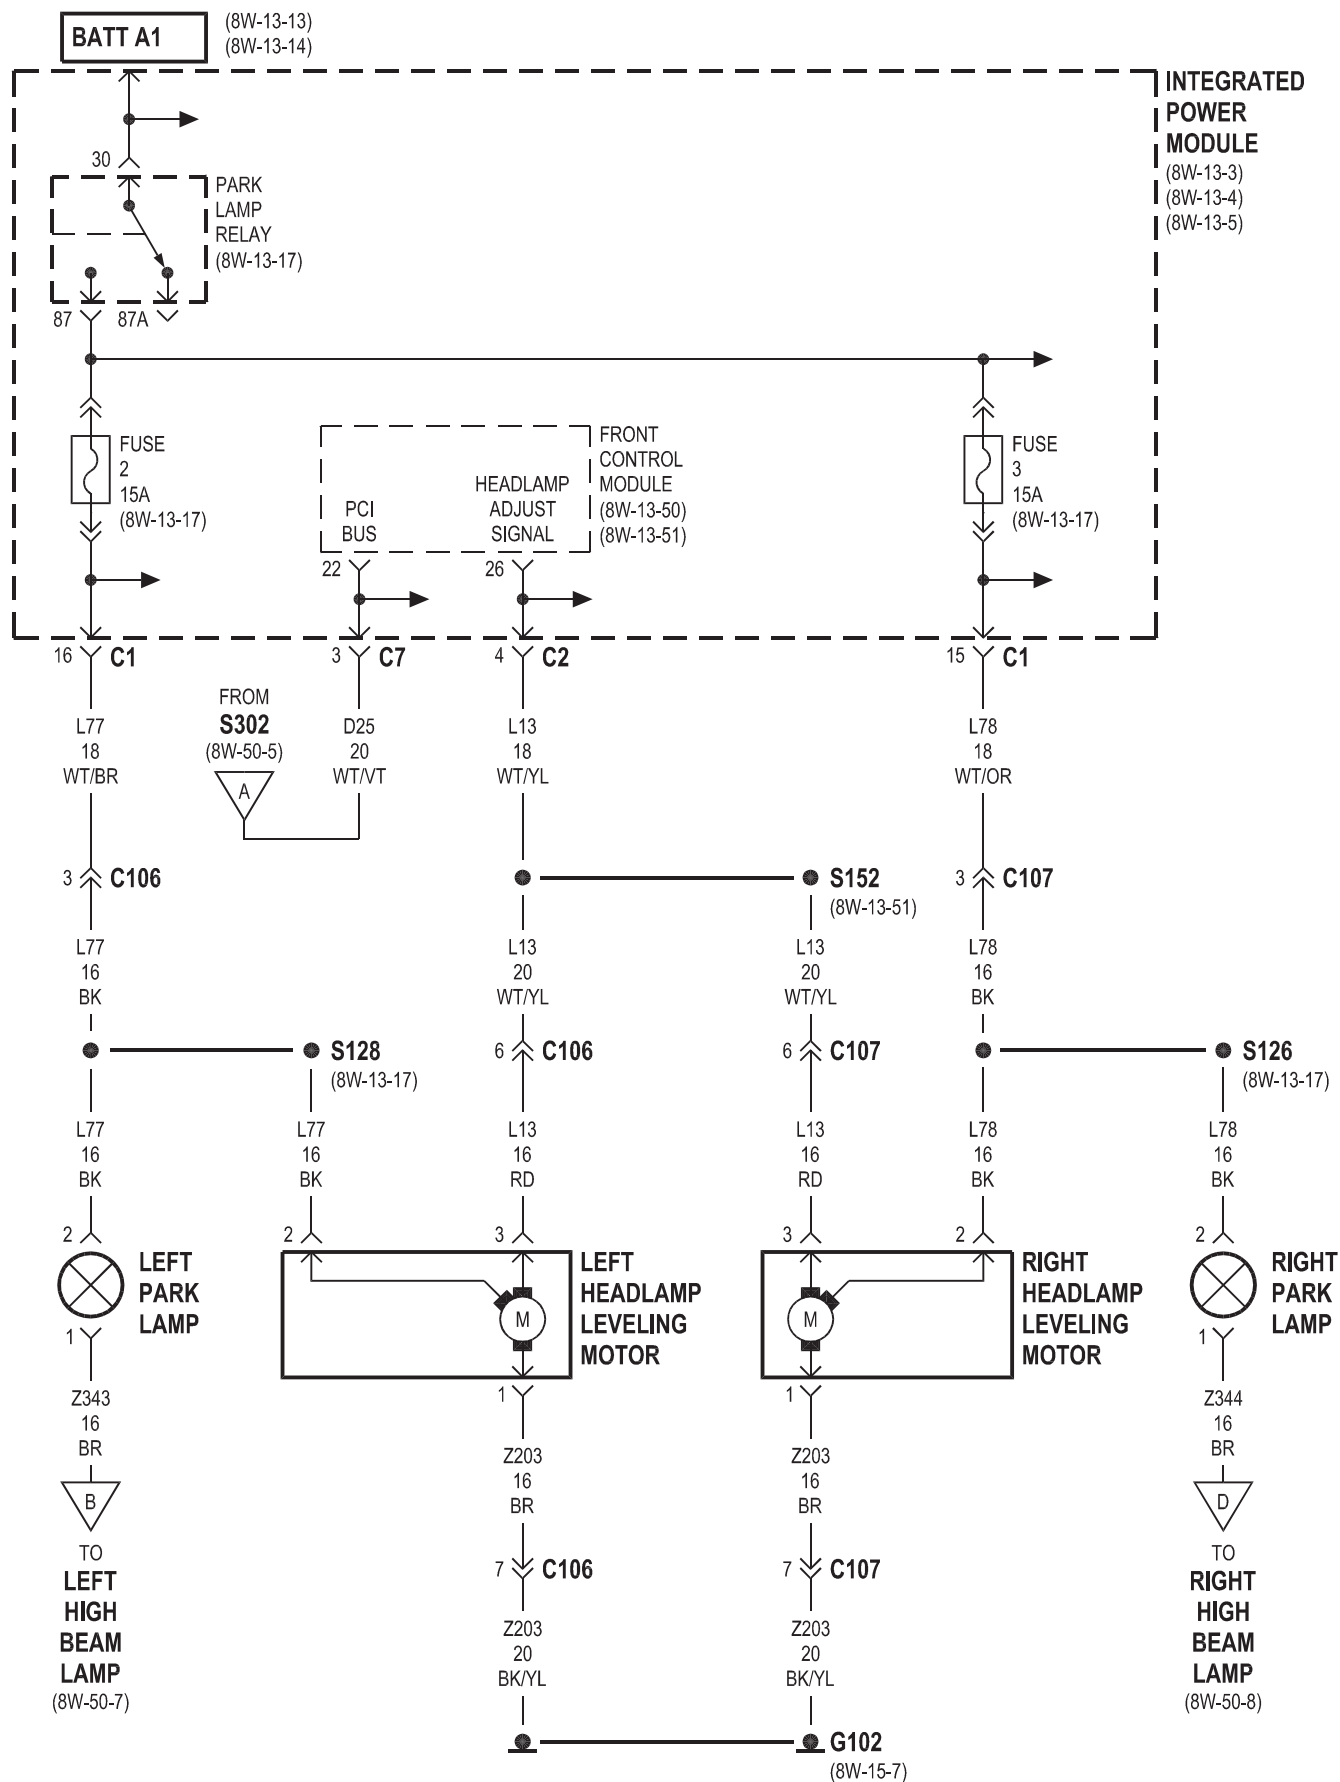 BATT A1
(8W-13-13)
(8W-13-14)
INTEGRATED
POWER
MODULE
(8W-13-3)
(8W-13-4)
(8W-13-5)
30
PARK
LAMP
RELAY
(8W-13-17)
87
87A
FUSE
2
15A
(8W-13-17)
PCI
BUS
HEADLAMP
ADJUST
SIGNAL
FRONT
CONTROL
MODULE
(8W-13-50)
(8W-13-51)
FUSE
3
15A
(8W-13-17)
22
26
16 C1
3 C7
4 C2
15 C1
L77
18
WT/BR
FROM
S302
(8W-50-5)
A
D25
20
WT/VT
L13
18
WT/YL
L78
18
WT/OR
3 C106
S152
(8W-13-51)
3 C107
L77
16
BK
L13
20
WT/YL
L13
20
WT/YL
L78
16
BK
S128
(8W-13-17)
6 C106
6 C107
S126
(8W-13-17)
L77
16
BK
L77
16
BK
L13
16
RD
L13
16
RD
L78
16
BK
L78
16
BK
2
2
3
3
2
2
LEFT
PARK
LAMP
M
LEFT
HEADLAMP
LEVELING
MOTOR
M
RIGHT
HEADLAMP
LEVELING
MOTOR
RIGHT
PARK
LAMP
1
1
1
1
Z343
16
BR
Z203
16
BR
Z203
16
BR
Z344
16
BR
B
TO
LEFT
HIGH
BEAM
LAMP
(8W-50-7)
7 C106
7 C107
D
TO
RIGHT
HIGH
BEAM
LAMP
(8W-50-8)
Z203
20
BK/YL
Z203
20
BK/YL
G102
(8W-15-7)